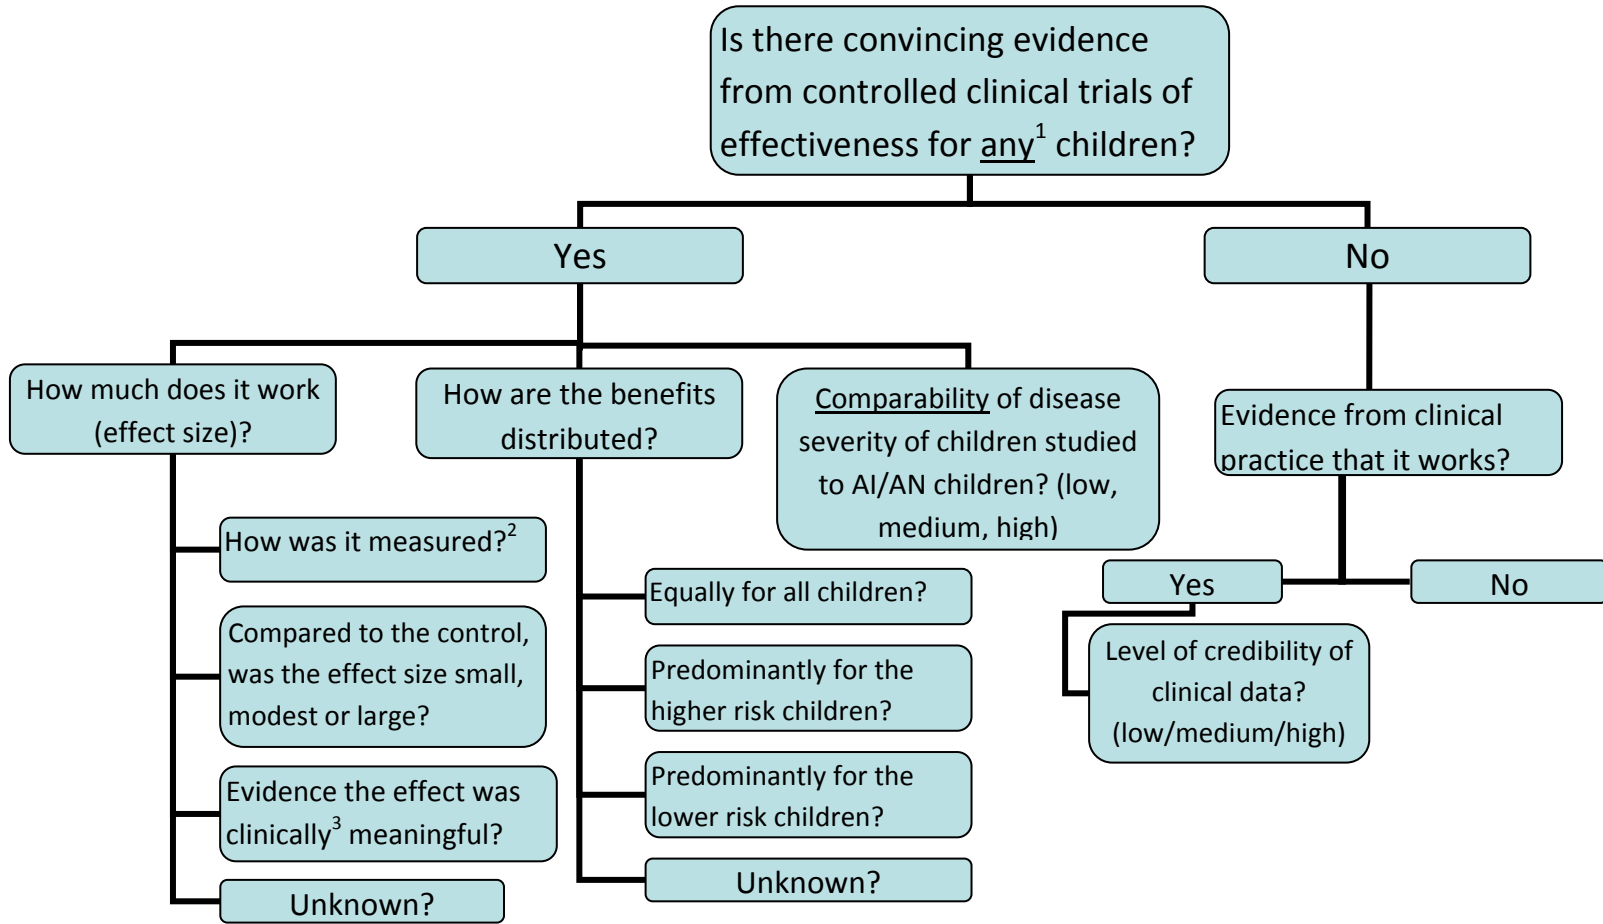 Is there convincing evidence
from controlled clinical trials of
effectiveness for any¹ children?
Yes
No
How much does it work
(effect size)?
How are the benefits
distributed?
Comparability of disease
severity of children studied
to AI/AN children? (low,
medium, high)
Evidence from clinical
practice that it works?
How was it measured?²
Compared to the control,
was the effect size small,
modest or large?
Evidence the effect was
clinically³ meaningful?
Unknown?
Equally for all children?
Predominantly for the
higher risk children?
Predominantly for the
lower risk children?
Unknown?
Yes
No
Level of credibility of
clinical data?
(low/medium/high)